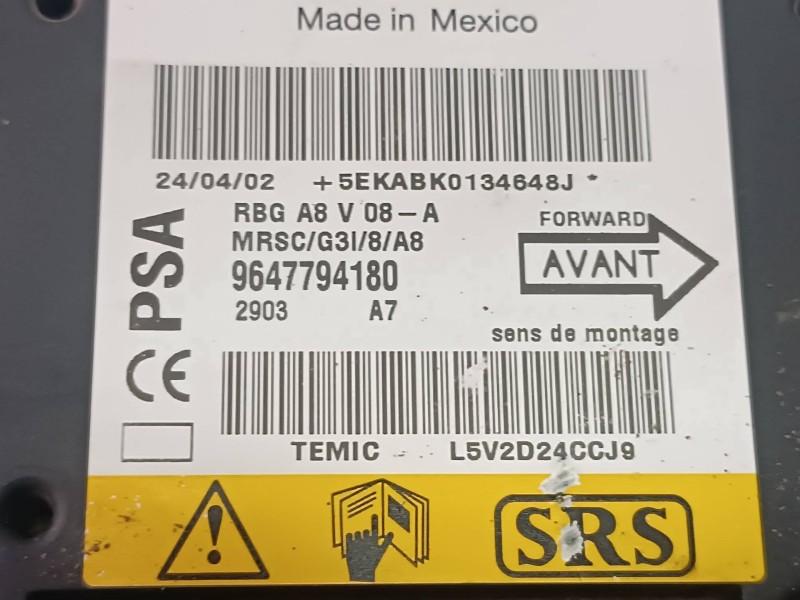 Made in Mexico
24/04/02 +5EKABK0134648J *
PSA
RBG A8 V 08-A
MRSC/G3I/8/A8
9647794180
2903 A7
FORWARD
AVANT
sens de montage
CE
TEMIC L5V2D24CCJ9
SRS